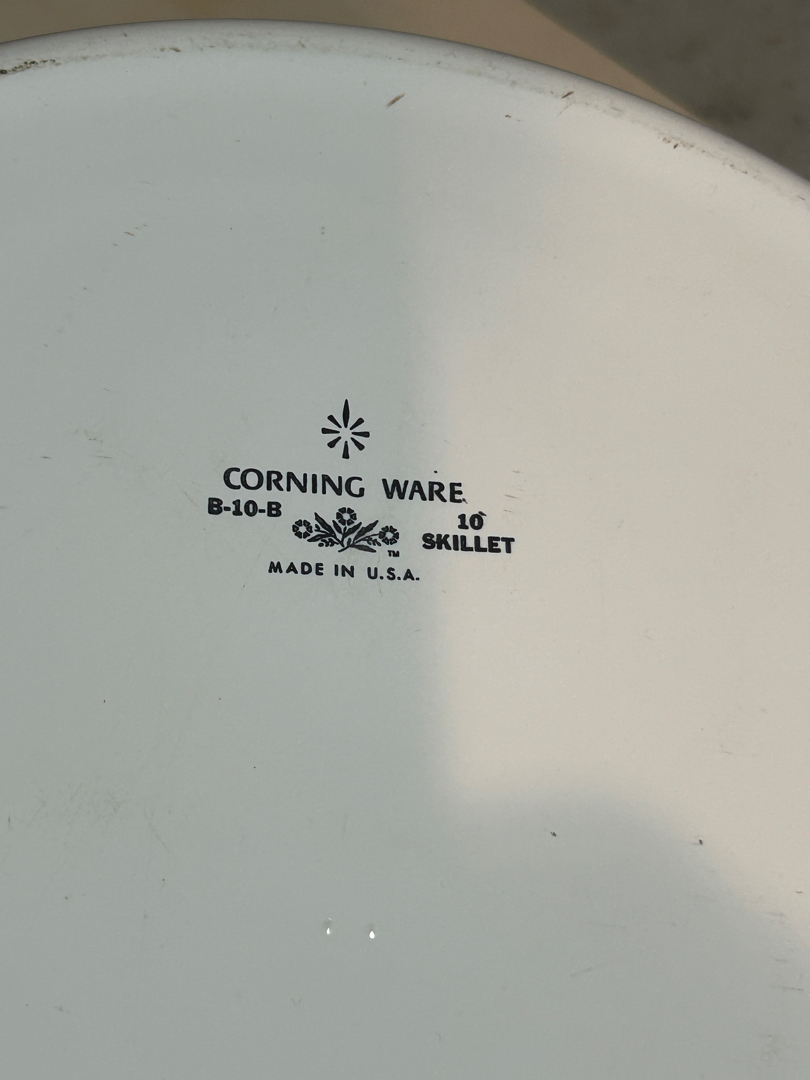 CORNING WARE
B-10-B
10"
SKILLET
™
MADE IN U.S.A.